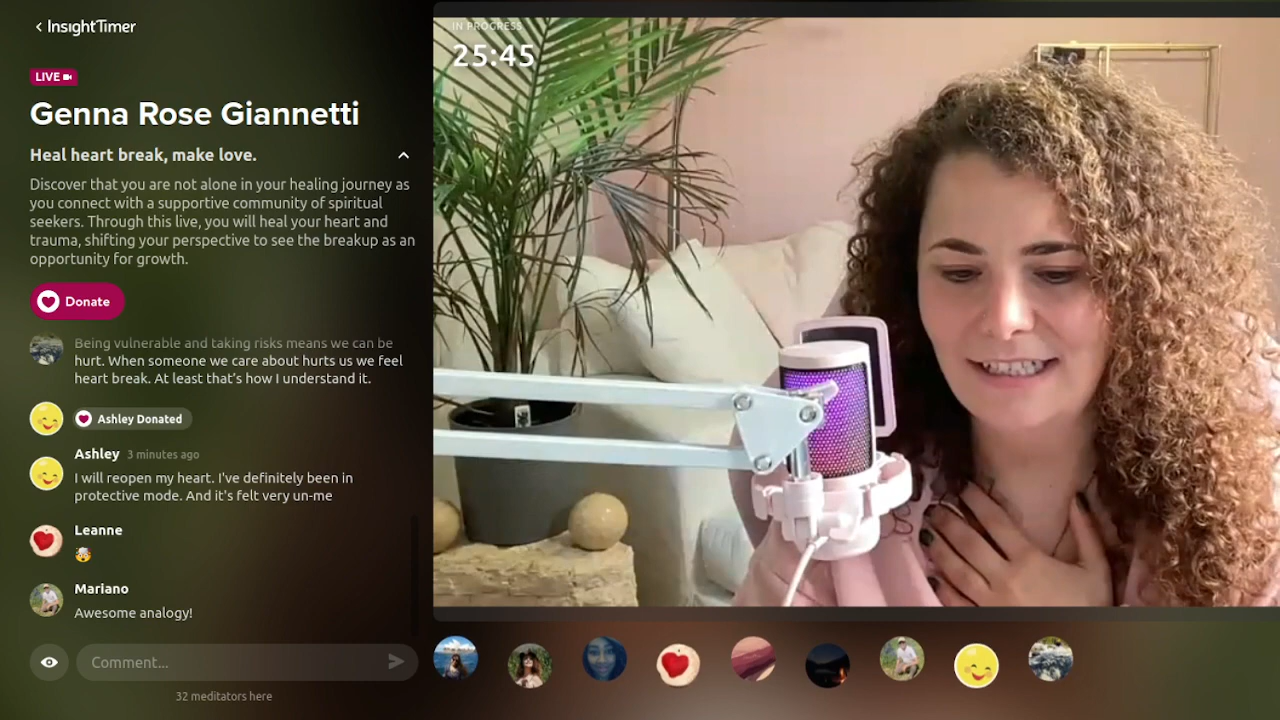 InsightTimer
LIVE
Genna Rose Giannetti
Heal heart break, make love.
Discover that you are not alone in your healing journey as
you connect with a supportive community of spiritual
seekers. Through this live, you will heal your heart and
trauma, shifting your perspective to see the breakup as an
opportunity for growth.
Donate
Being vulnerable and taking risks means we can be
hurt. When someone we care about hurts us we feel
heart break. At least that's how I understand it.
Ashley Donated
Ashley 3 minutes ago
I will reopen my heart. I've definitely been in
protective mode. And it's felt very un-me
Leanne
Mariano
Awesome analogy!
Comment...
32 meditators here
IN PROGRESS
25:45